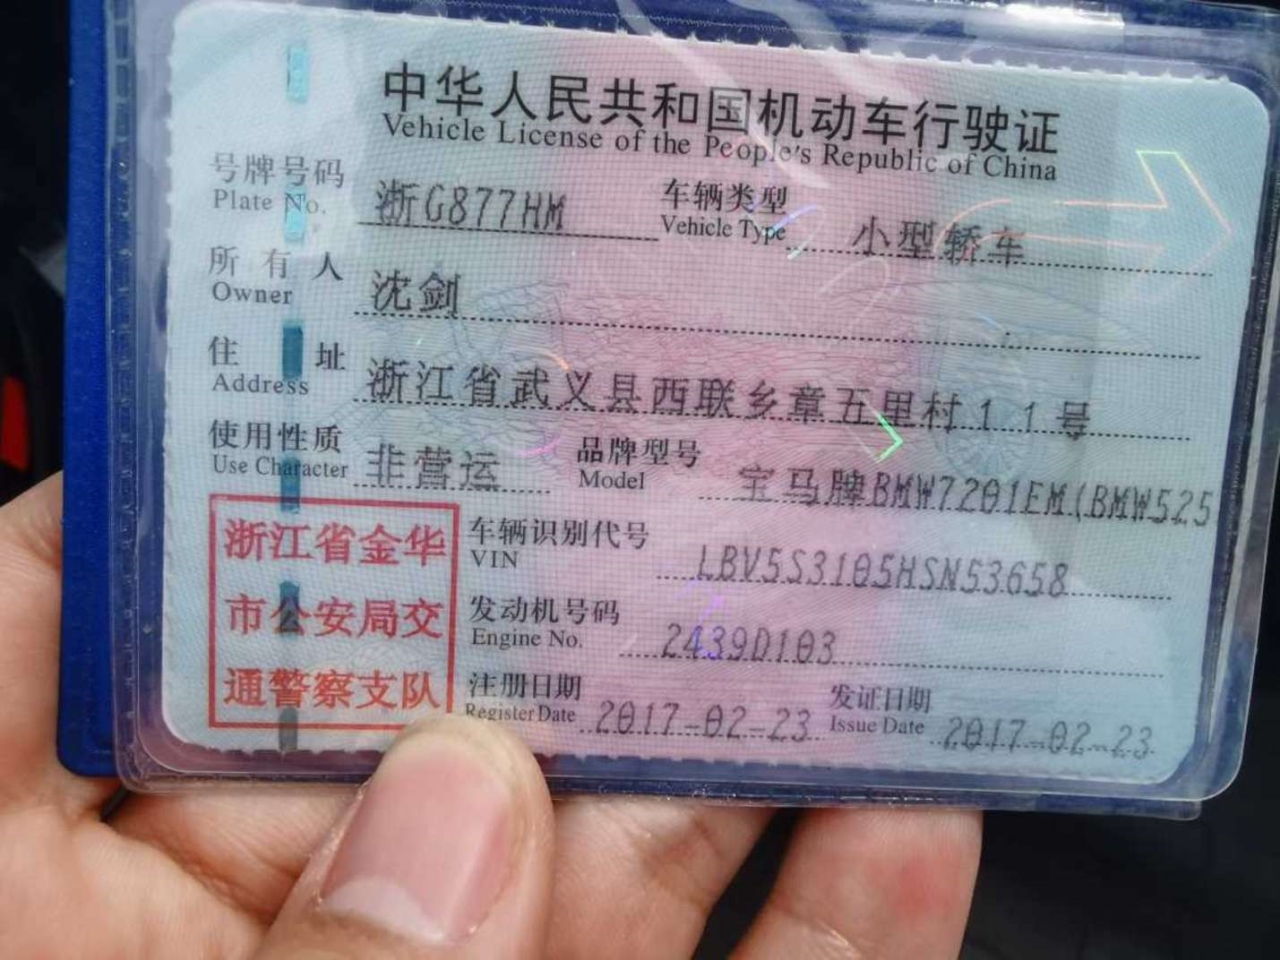 中华人民共和国机动车行驶证
Vehicle License of the People's Republic of China
号牌号码 浙G877HM 车辆类型 小型轿车
Plate No. Vehicle Type
所有人 沈剑
Owner
住址 浙江省武义县西联乡章五里村11号
Address
使用性质 非营运 品牌型号 宝马牌BMW7201EM(BMW525
Use Character Model
浙江省金华
市公安局交
通警察支队
车辆识别代号 LBV5S3105HSN53658
VIN
发动机号码 2439D103
Engine No.
注册日期 2017-02-23 发证日期 2017-02-23
Register Date Issue Date